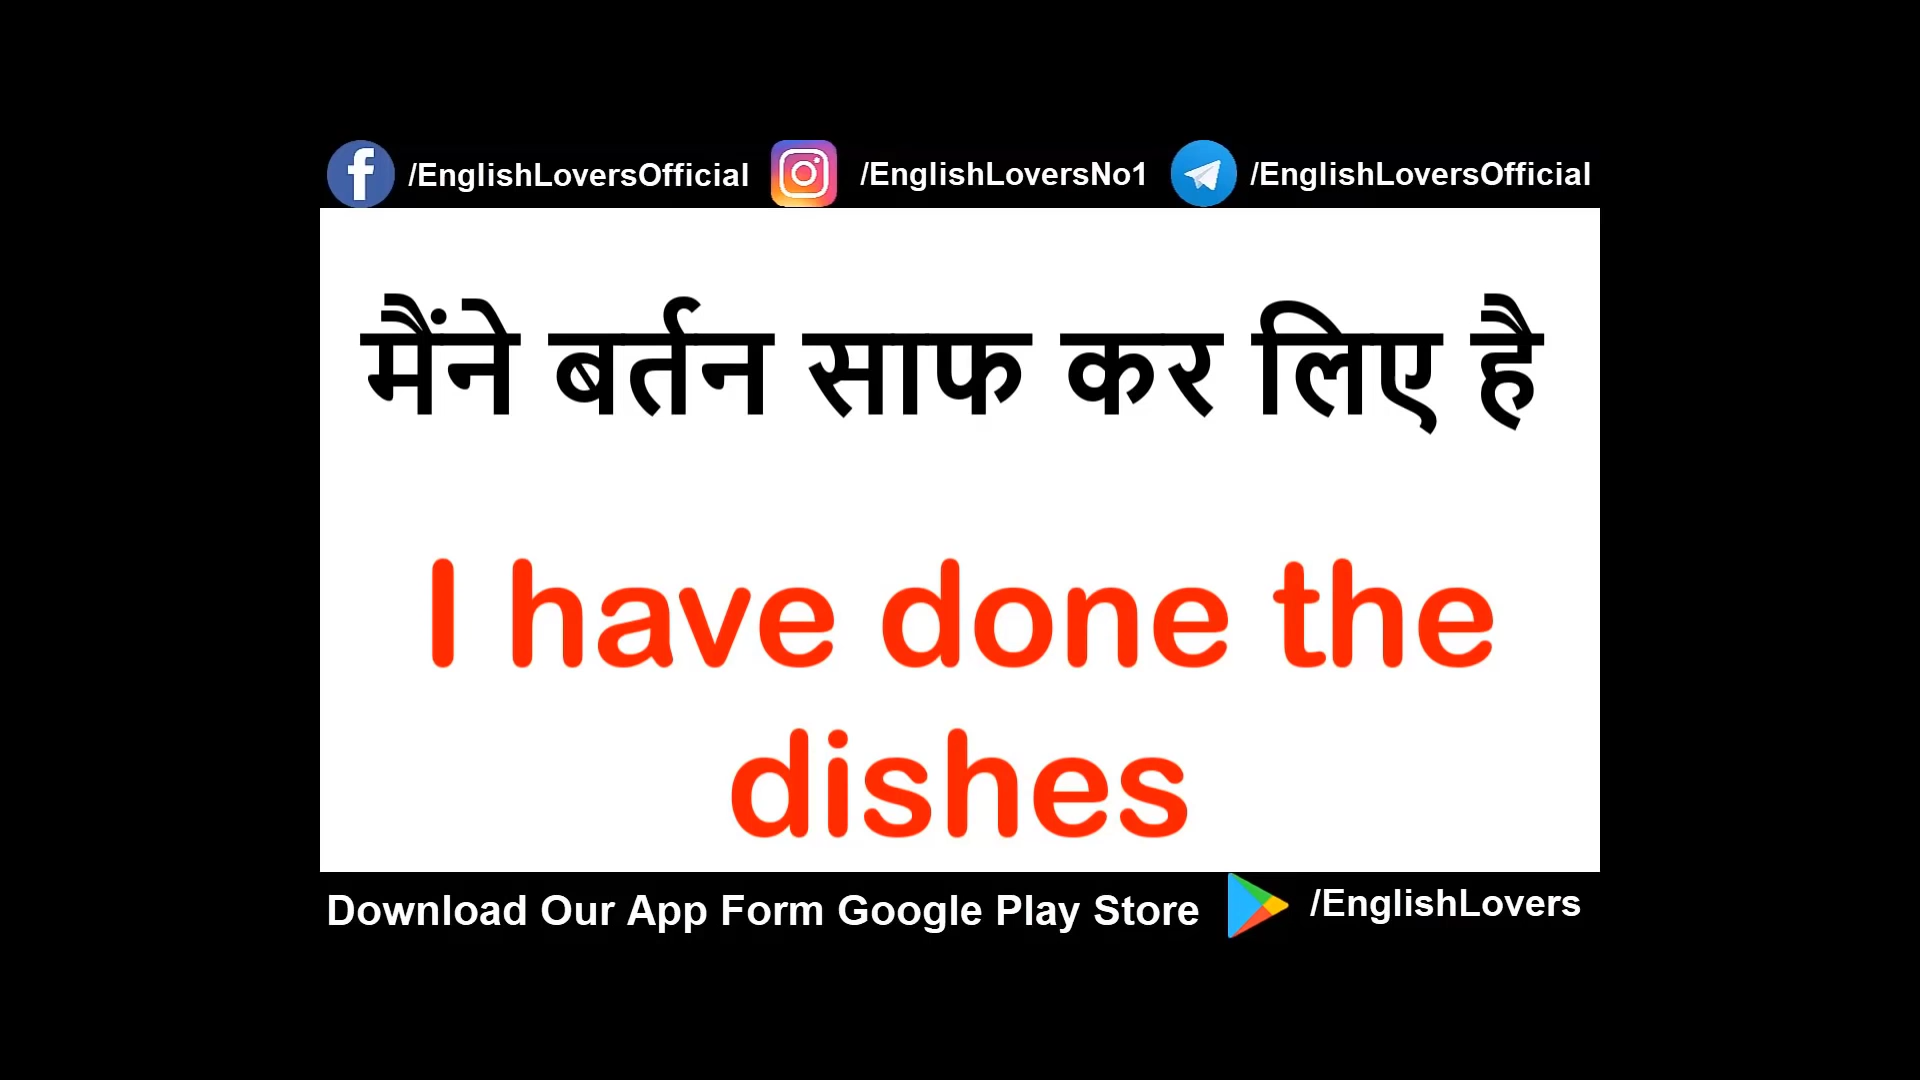 /EnglishLoversOfficial /EnglishLoversNo1 /EnglishLoversOfficial
मैंने बर्तन साफ कर लिए है
I have done the
dishes
Download Our App Form Google Play Store /EnglishLovers